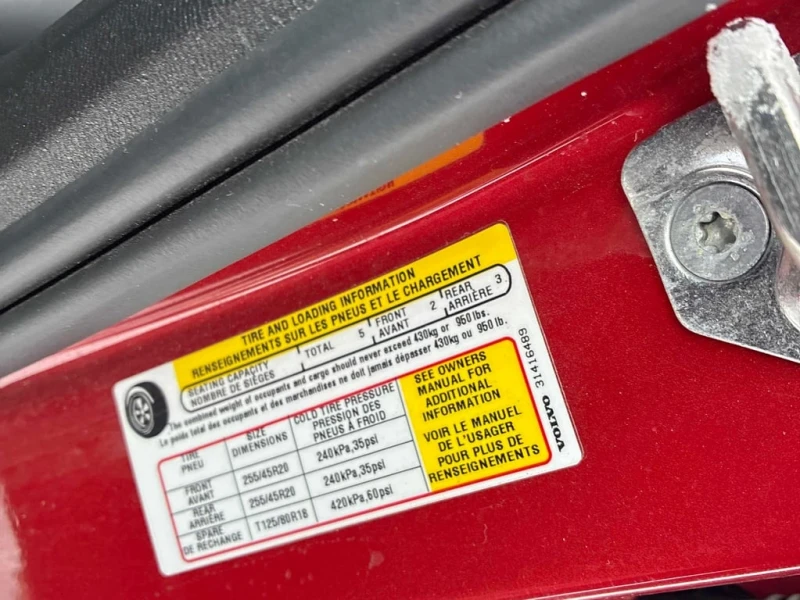 TIRE AND LOADING INFORMATION
RENSEIGNEMENTS SUR LES PNEUS ET LE CHARGEMENT
SEATING CAPACITY
NOMBRE DE SIÈGES
TOTAL 5
FRONT
AVANT 2
REAR
ARRIÈRE 3
The combined weight of occupants and cargo should never exceed 430kg or 950 lbs.
Le poids total des occupants et des marchandises ne doit jamais dépasser 430kg ou 950 lb.
TIRE
PNEU
SIZE
DIMENSIONS
COLD TIRE PRESSURE
PRESSION DES
PNEUS À FROID
FRONT
AVANT
255/45R20
240kPa,35psi
REAR
ARRIÈRE
255/45R20
240kPa,35psi
SPARE
DE RECHANGE
T125/80R18
420kPa,60psi
SEE OWNERS
MANUAL FOR
ADDITIONAL
INFORMATION
VOIR LE MANUEL
DE L'USAGER
POUR PLUS DE
RENSEIGNEMENTS
VOLVO 31416489